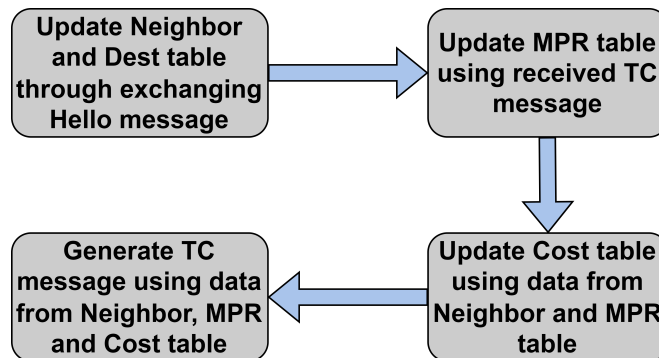 Update Neighbor
and Dest table
through exchanging
Hello message
Update MPR table
using received TC
message
Update Cost table
using data from
Neighbor and MPR
table
Generate TC
message using data
from Neighbor, MPR
and Cost table